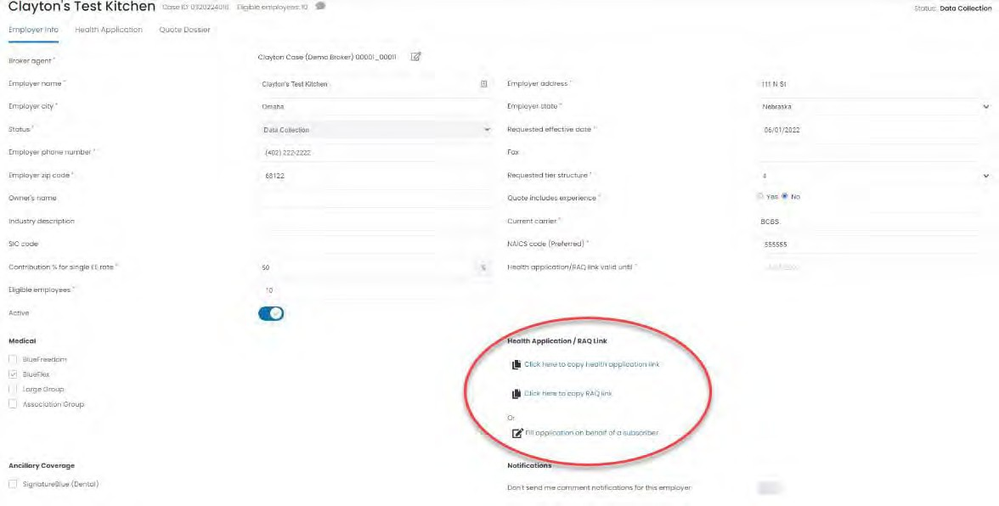 Clayton's Test Kitchen Case ID: 0320224016 Eligible employees: 10
Status: Data Collection
Employer Info Health Application Quote Dossier
Broker agent * Clayton Case (Demo Broker) 00001_00011
Employer name * Clayton's Test Kitchen Employer address * 111 N St
Employer city * Omaha Employer state * Nebraska
Status * Data Collection Requested effective date * 06/01/2022
Employer phone number * (402) 222-2222 Fax
Employer zip code * 68122 Requested tier structure * 4
Owner's name Quote includes experience * Yes No
Industry description Current carrier * BCBS
SIC code NAICS code (Preferred) * 555555
Contribution % for single EE rate * 50 % Health application/RAQ link valid until *
Eligible employees * 10
Active
Medical Health Application / RAQ Link
BlueFreedom Click here to copy health application link
BlueFlex
Large Group Click here to copy RAQ link
Association Group
Or
Fill application on behalf of a subscriber
Ancillary Coverage Notifications
SignatureBlue (Dental) Don't send me comment notifications for this employer